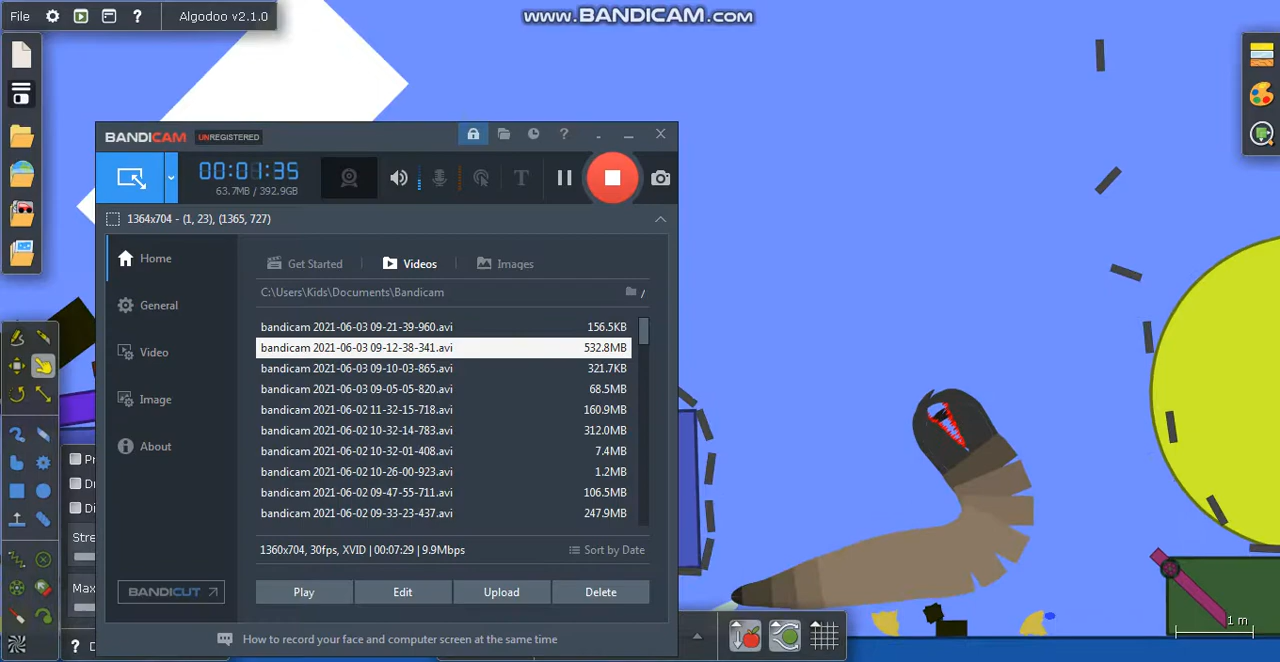 File ? Algodoo v2.1.0
www.BANDICAM.com
BANDICAM UNREGISTERED ?
00:01:35
63.7MB / 392.9GB
T
1364x704 - (1, 23), (1365, 727)
Home
General
Video
Image
About
BANDICUT
Get Started Videos Images
C:\Users\Kids\Documents\Bandicam /
bandicam 2021-06-03 09-21-39-960.avi 156.5KB
bandicam 2021-06-03 09-12-38-341.avi 532.8MB
bandicam 2021-06-03 09-10-03-865.avi 321.7KB
bandicam 2021-06-03 09-05-05-820.avi 68.5MB
bandicam 2021-06-02 11-32-15-718.avi 160.9MB
bandicam 2021-06-02 10-32-14-783.avi 312.0MB
bandicam 2021-06-02 10-32-01-408.avi 7.4MB
bandicam 2021-06-02 10-26-00-923.avi 1.2MB
bandicam 2021-06-02 09-47-55-711.avi 106.5MB
bandicam 2021-06-02 09-33-23-437.avi 247.9MB
1360x704, 30fps, XVID | 00:07:29 | 9.9Mbps Sort by Date
Play Edit Upload Delete
How to record your face and computer screen at the same time
Pr
Dr
Di
Stre
Max
? D
1 m